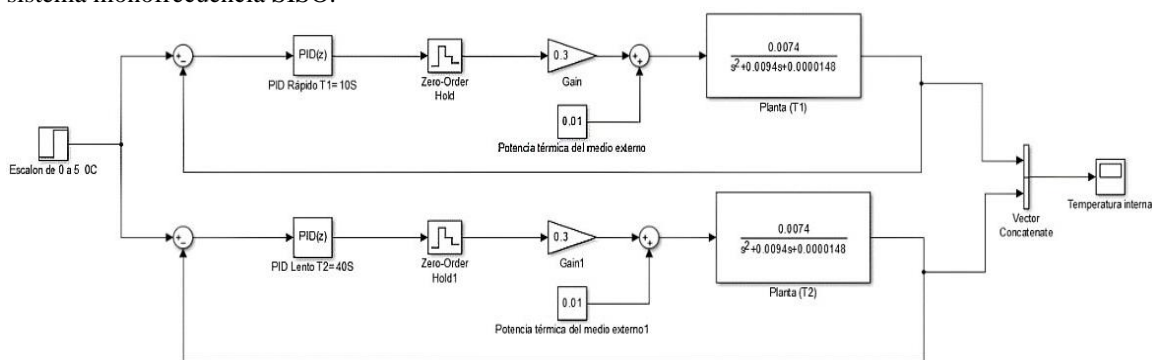 sistema monofrecuencia SISO.
PID(z)
PID Rápido T1= 10S
Zero-Order
Hold
0.3
Gain
0.01
Potencia térmica del medio externo
0.0074
s²+0.0094s+0.0000148
Planta (T1)
Escalon de 0 a 5 0C
PID(z)
PID Lento T2= 40S
Zero-Order
Hold1
0.3
Gain1
0.01
Potencia térmica del medio externo1
0.0074
s²+0.0094s+0.0000148
Planta (T2)
Vector
Concatenate
Temperatura interna